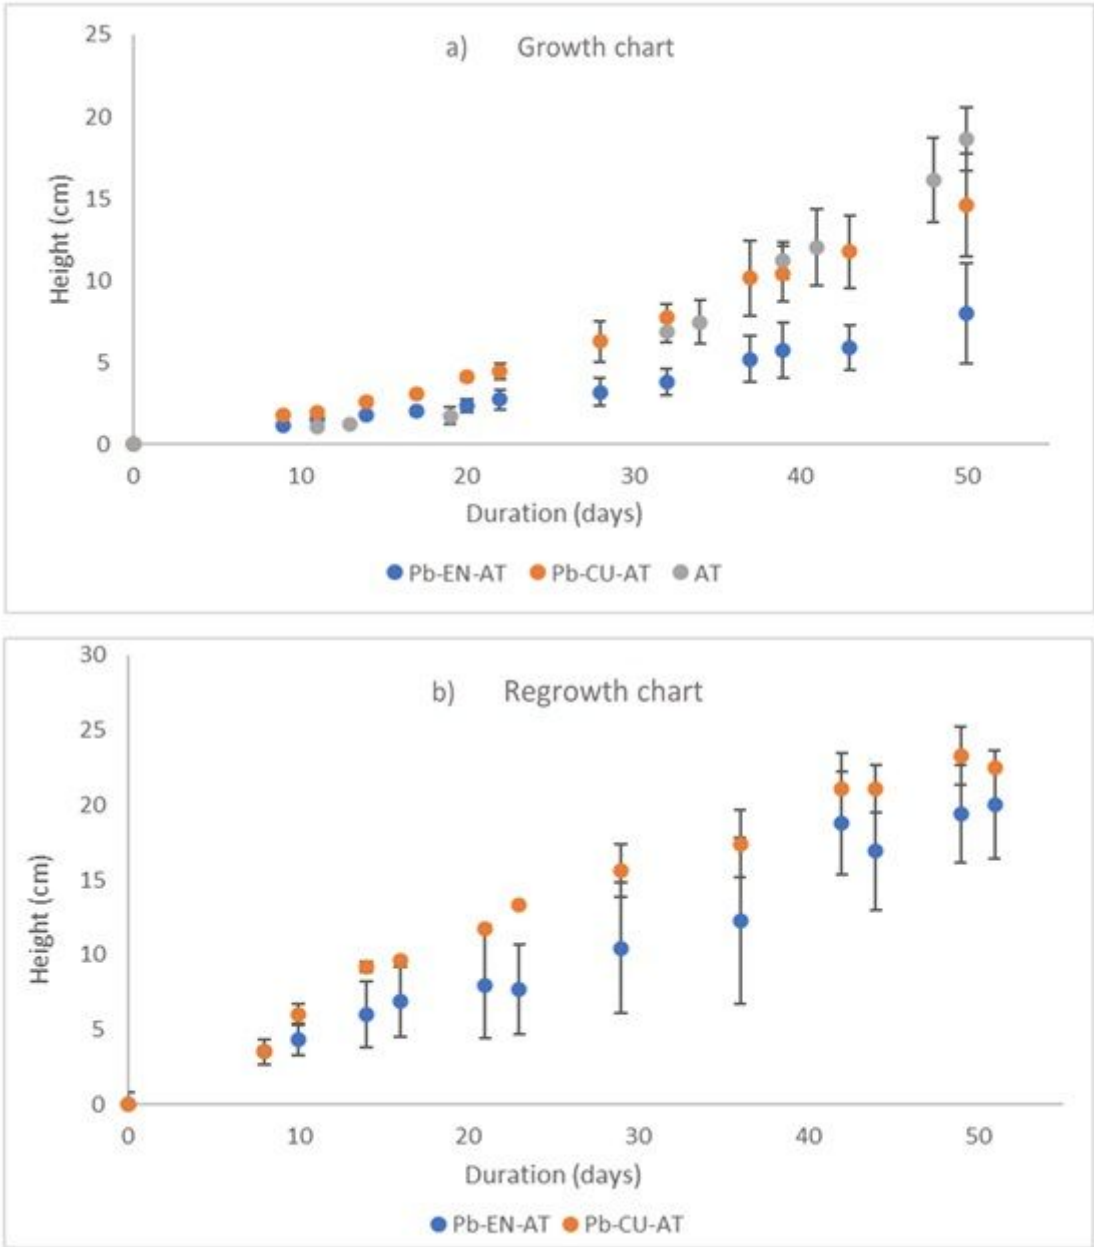 a) Growth chart
25
20
15
10
5
0
Height (cm)
0 10 20 30 40 50
Duration (days)
Pb-EN-AT Pb-CU-AT AT
b) Regrowth chart
30
25
20
15
10
5
0
Height (cm)
0 10 20 30 40 50
Duration (days)
Pb-EN-AT Pb-CU-AT